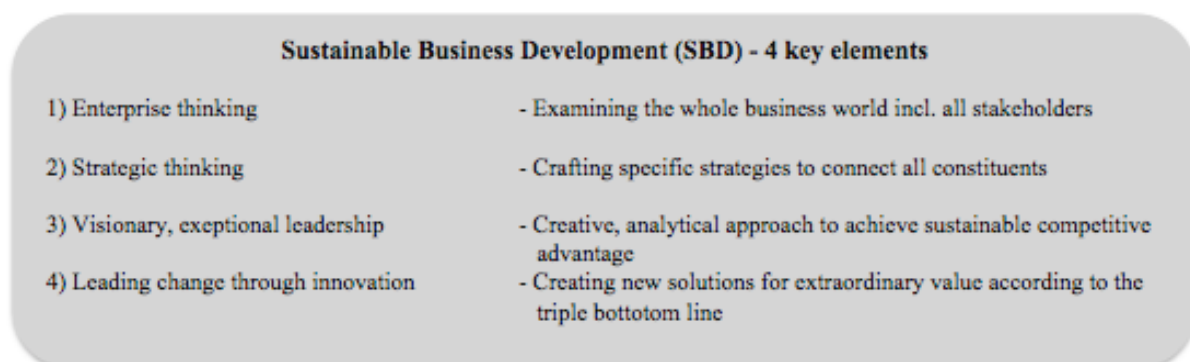 Sustainable Business Development (SBD) - 4 key elements
1) Enterprise thinking - Examining the whole business world incl. all stakeholders
2) Strategic thinking - Crafting specific strategies to connect all constituents
3) Visionary, exeptional leadership - Creative, analytical approach to achieve sustainable competitive
advantage
4) Leading change through innovation - Creating new solutions for extraordinary value according to the
triple bottotom line